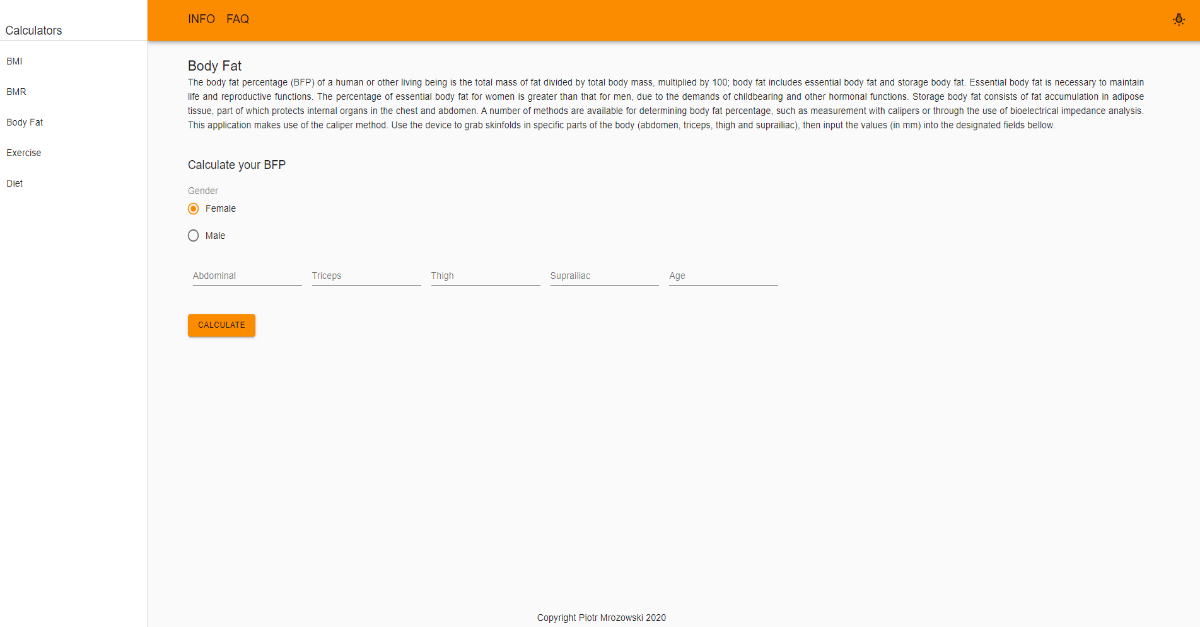 Calculators
BMI
BMR
Body Fat
Exercise
Diet
INFO FAQ
Body Fat
The body fat percentage (BFP) of a human or other living being is the total mass of fat divided by total body mass, multiplied by 100; body fat includes essential body fat and storage body fat. Essential body fat is necessary to maintain
life and reproductive functions. The percentage of essential body fat for women is greater than that for men, due to the demands of childbearing and other hormonal functions. Storage body fat consists of fat accumulation in adipose
tissue, part of which protects internal organs in the chest and abdomen. A number of methods are available for determining body fat percentage, such as measurement with calipers or through the use of bioelectrical impedance analysis.
This application makes use of the caliper method. Use the device to grab skinfolds in specific parts of the body (abdomen, triceps, thigh and suprailiac), then input the values (in mm) into the designated fields bellow.
Calculate your BFP
Gender
Female
Male
Abdominal Triceps Thigh Suprailiac Age
CALCULATE
Copyright Piotr Mrozowski 2020